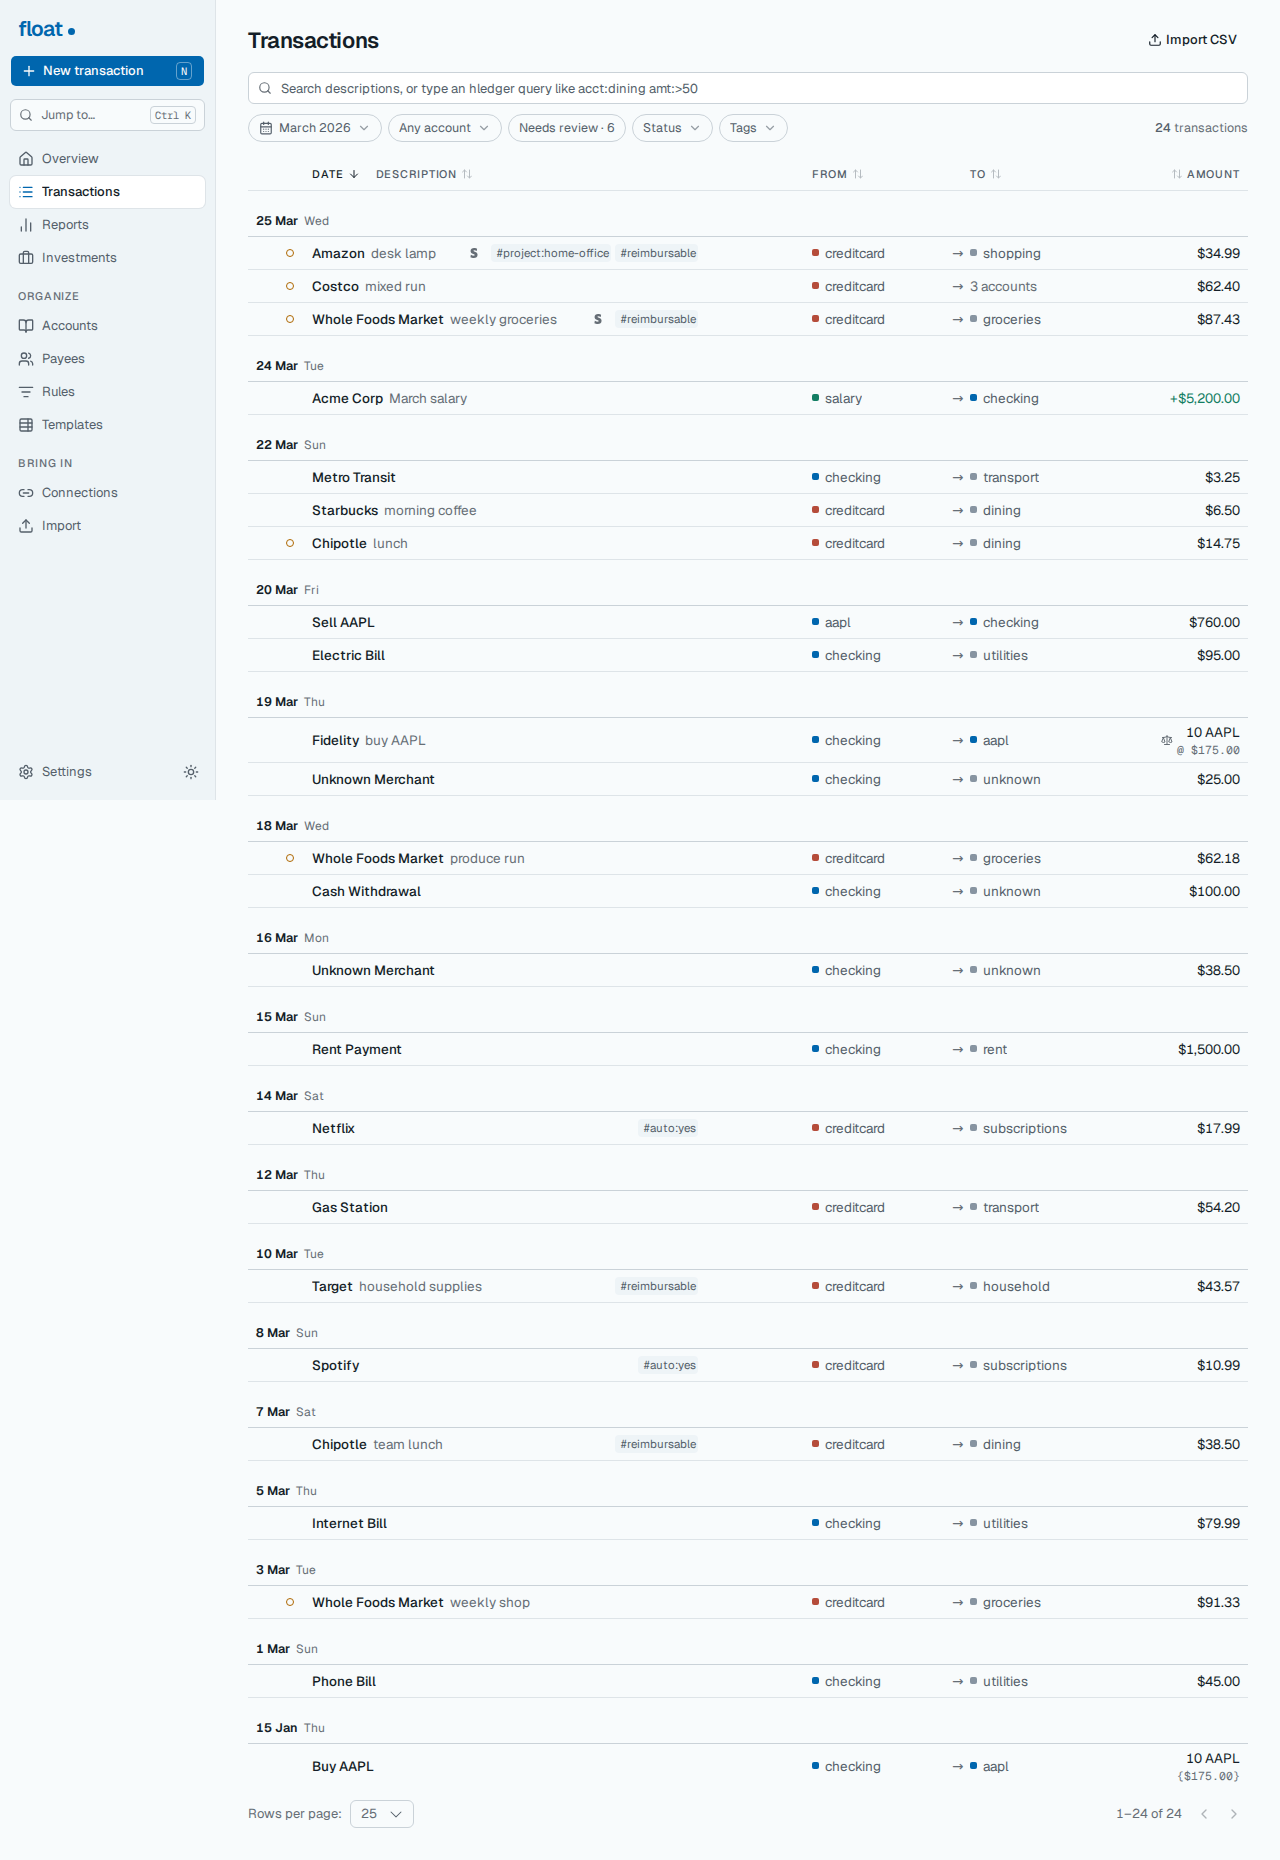 float
New transaction N
Jump to… Ctrl K
Overview
Transactions
Reports
Investments
ORGANIZE
Accounts
Payees
Rules
Templates
BRING IN
Connections
Import
Settings
Transactions
Import CSV
Search descriptions, or type an hledger query like acct:dining amt:>50
March 2026 Any account Needs review · 6 Status Tags 24 transactions
DATE DESCRIPTION FROM TO AMOUNT
25 Mar Wed
Amazon desk lamp S #project:home-office #reimbursable creditcard → shopping $34.99
Costco mixed run creditcard → 3 accounts $62.40
Whole Foods Market weekly groceries S #reimbursable creditcard → groceries $87.43
24 Mar Tue
Acme Corp March salary salary → checking +$5,200.00
22 Mar Sun
Metro Transit checking → transport $3.25
Starbucks morning coffee creditcard → dining $6.50
Chipotle lunch creditcard → dining $14.75
20 Mar Fri
Sell AAPL aapl → checking $760.00
Electric Bill checking → utilities $95.00
19 Mar Thu
Fidelity buy AAPL checking → aapl 10 AAPL
@ $175.00
Unknown Merchant checking → unknown $25.00
18 Mar Wed
Whole Foods Market produce run creditcard → groceries $62.18
Cash Withdrawal checking → unknown $100.00
16 Mar Mon
Unknown Merchant checking → unknown $38.50
15 Mar Sun
Rent Payment checking → rent $1,500.00
14 Mar Sat
Netflix #auto:yes creditcard → subscriptions $17.99
12 Mar Thu
Gas Station creditcard → transport $54.20
10 Mar Tue
Target household supplies #reimbursable creditcard → household $43.57
8 Mar Sun
Spotify #auto:yes creditcard → subscriptions $10.99
7 Mar Sat
Chipotle team lunch #reimbursable creditcard → dining $38.50
5 Mar Thu
Internet Bill checking → utilities $79.99
3 Mar Tue
Whole Foods Market weekly shop creditcard → groceries $91.33
1 Mar Sun
Phone Bill checking → utilities $45.00
15 Jan Thu
Buy AAPL checking → aapl 10 AAPL
{$175.00}
Rows per page: 25 1–24 of 24